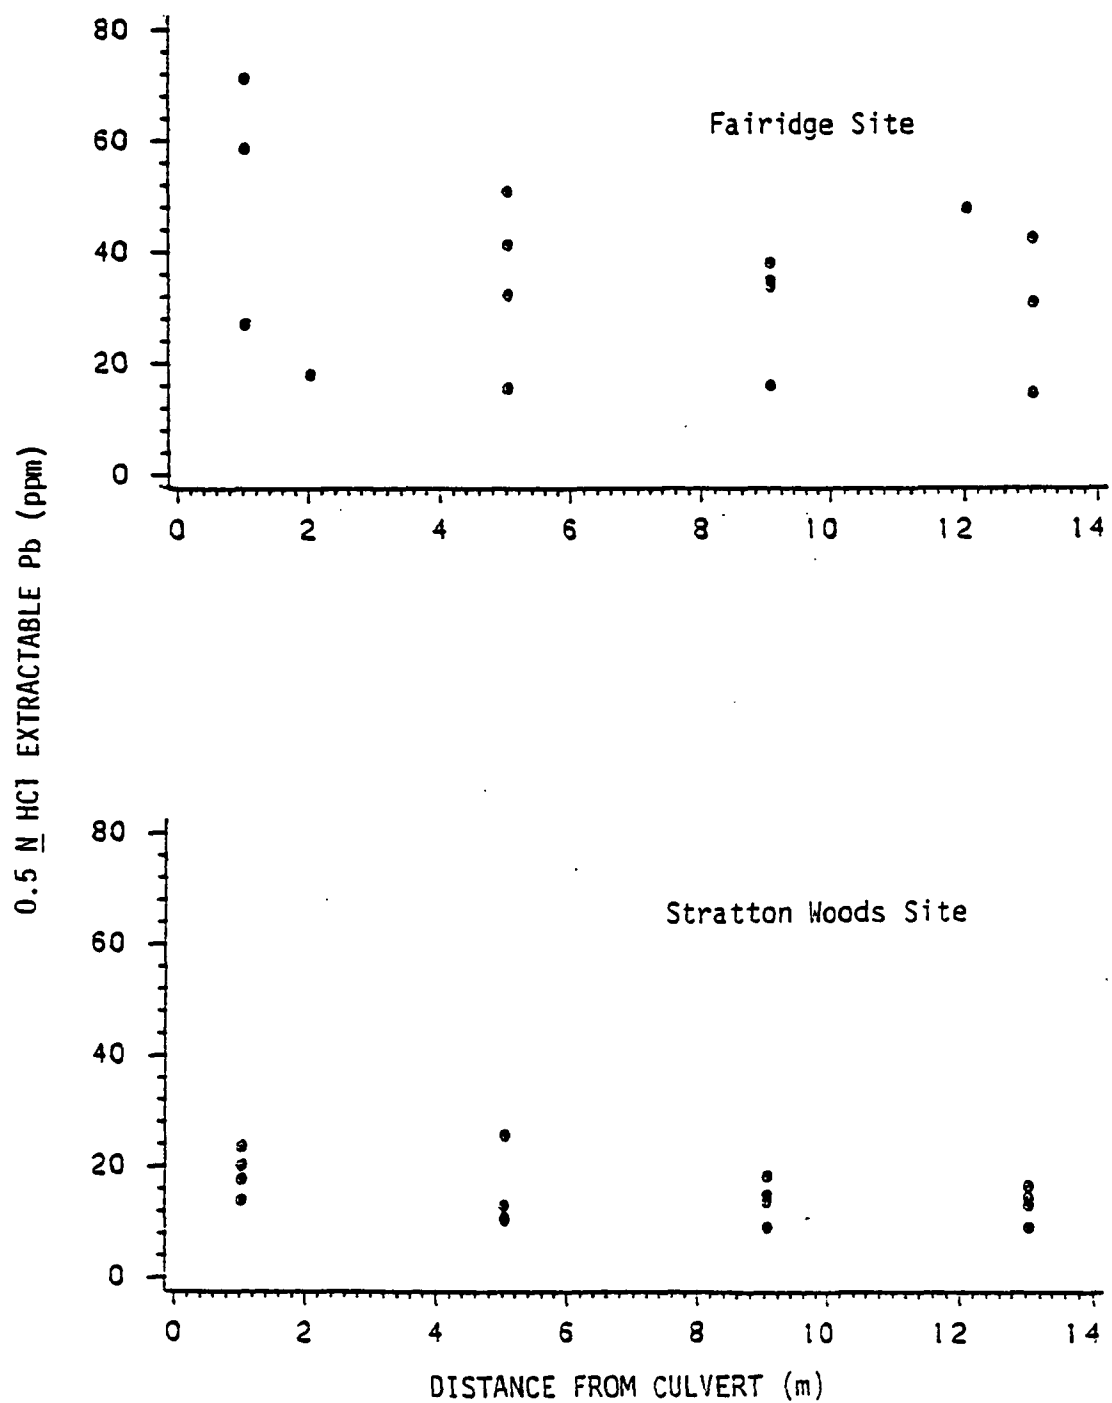 80
Fairidge Site
60
40
20
0
0 2 4 6 8 10 12 14
0.5 N HCl EXTRACTABLE Pb (ppm)
80
Stratton Woods Site
60
40
20
0
0 2 4 6 8 10 12 14
DISTANCE FROM CULVERT (m)